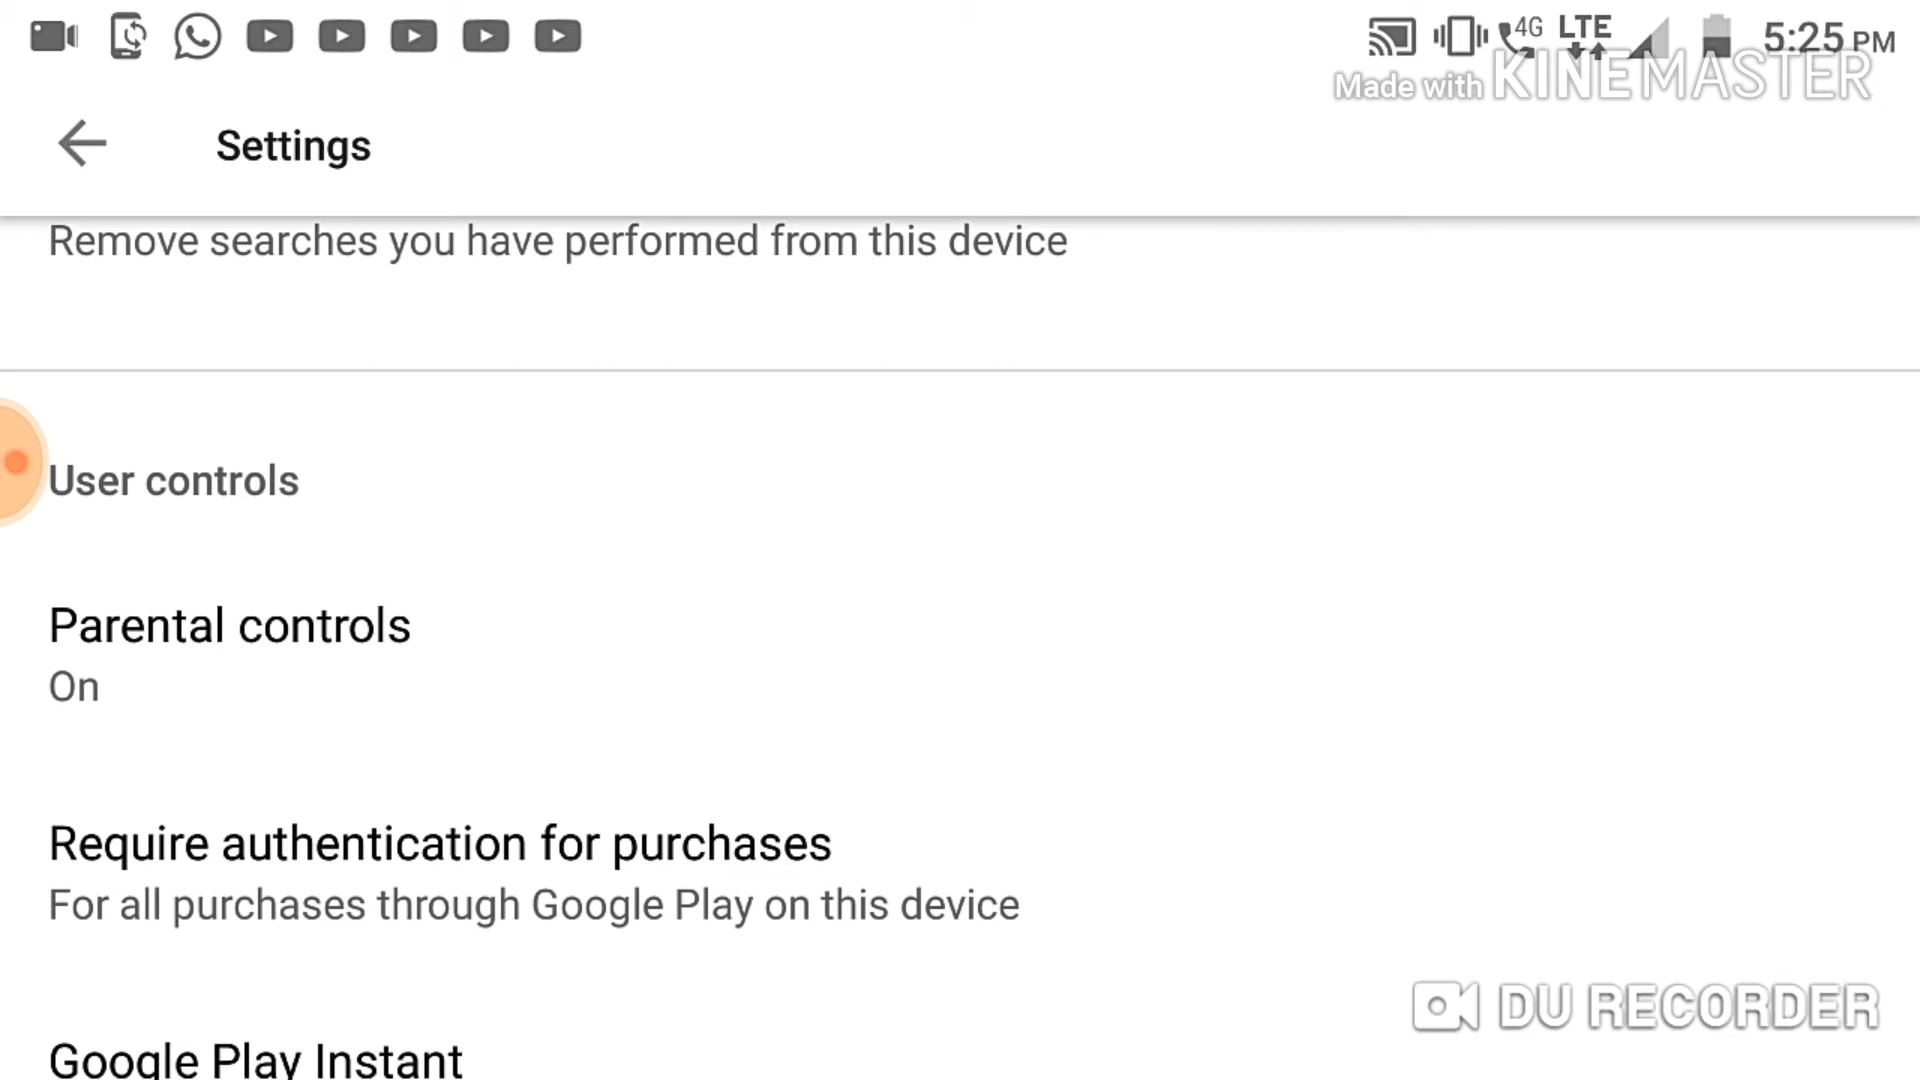 4G LTE 5:25 PM
Made with KINEMASTER
Settings
Remove searches you have performed from this device
User controls
Parental controls
On
Require authentication for purchases
For all purchases through Google Play on this device
DU RECORDER
Google Play Instant